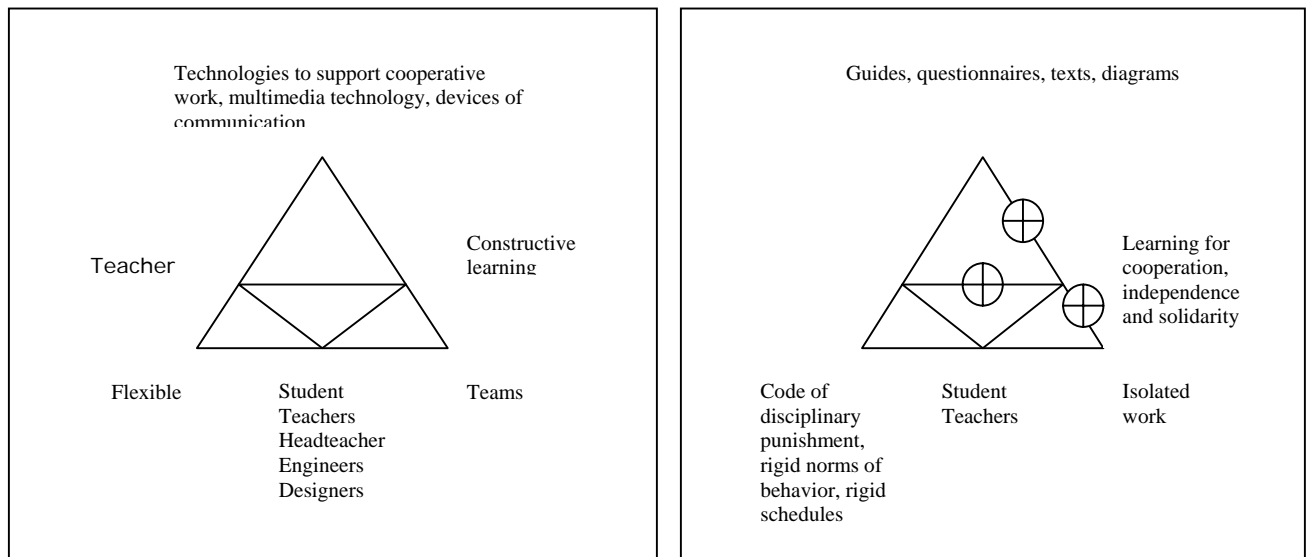 Technologies to support cooperative
work, multimedia technology, devices of
communication
Teacher
Constructive
learning
Flexible
Student
Teachers
Headteacher
Engineers
Designers
Teams
Guides, questionnaires, texts, diagrams
Learning for
cooperation,
independence
and solidarity
Code of
disciplinary
punishment,
rigid norms of
behavior, rigid
schedules
Student
Teachers
Isolated
work